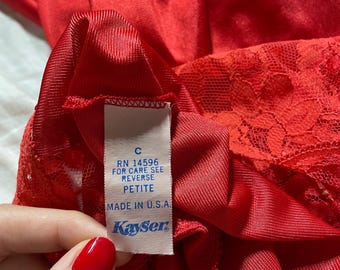 C
RN 14596
FOR CARE SEE
REVERSE
PETITE
MADE IN U.S.A.
Kayser